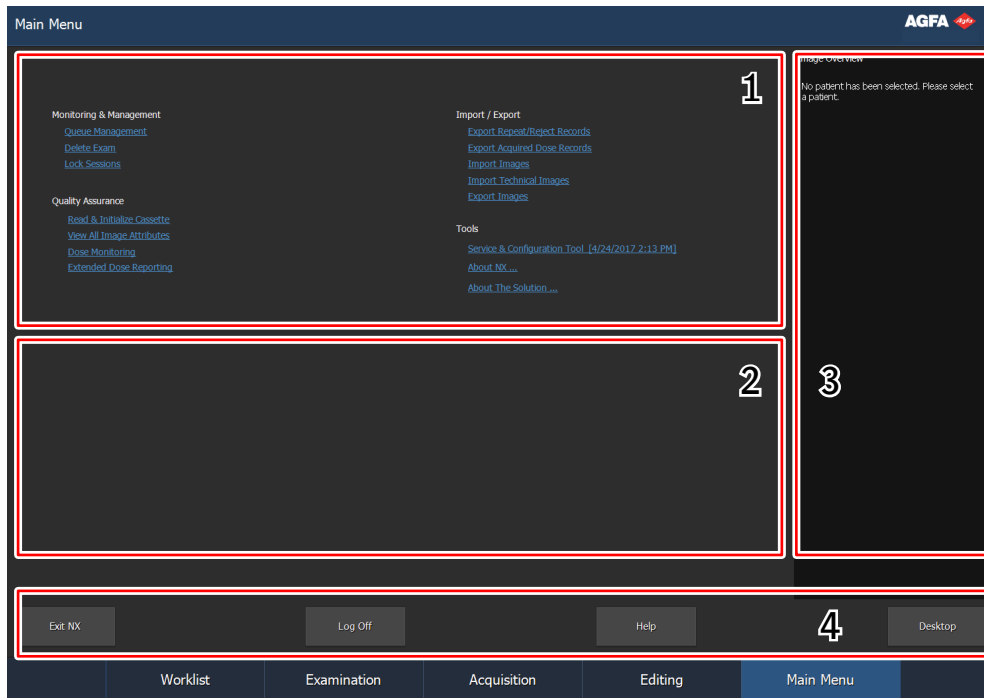 Main Menu
AGFA
1
Monitoring & Management
Queue Management
Delete Exam
Lock Sessions
Quality Assurance
Read & Initialize Cassette
View All Image Attributes
Dose Monitoring
Extended Dose Reporting
Import / Export
Export Repeat/Reject Records
Export Acquired Dose Records
Import Images
Import Technical Images
Export Images
Tools
Service & Configuration Tool [4/24/2017 2:13 PM]
About NX ...
About The Solution ...
2
Image Overview
No patient has been selected. Please select
a patient.
3
Exit NX
Log Off
Help
4
Desktop
Worklist
Examination
Acquisition
Editing
Main Menu